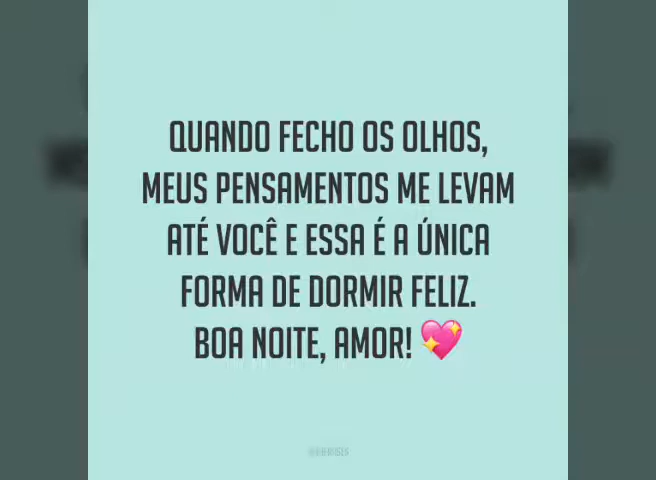 QUANDO FECHO OS OLHOS,
MEUS PENSAMENTOS ME LEVAM
ATÉ VOCÊ E ESSA É A ÚNICA
FORMA DE DORMIR FELIZ.
BOA NOITE, AMOR! 💖